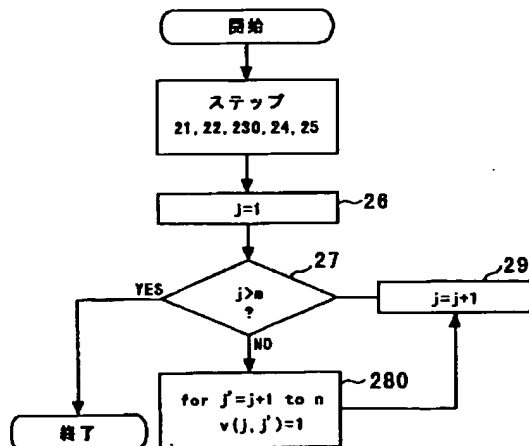 開始
ステップ
21, 22, 230, 24, 25
j=1
26
27
29
YES
j>m
?
j=j+1
NO
280
for j'=j+1 to n
v(j, j')=1
終了